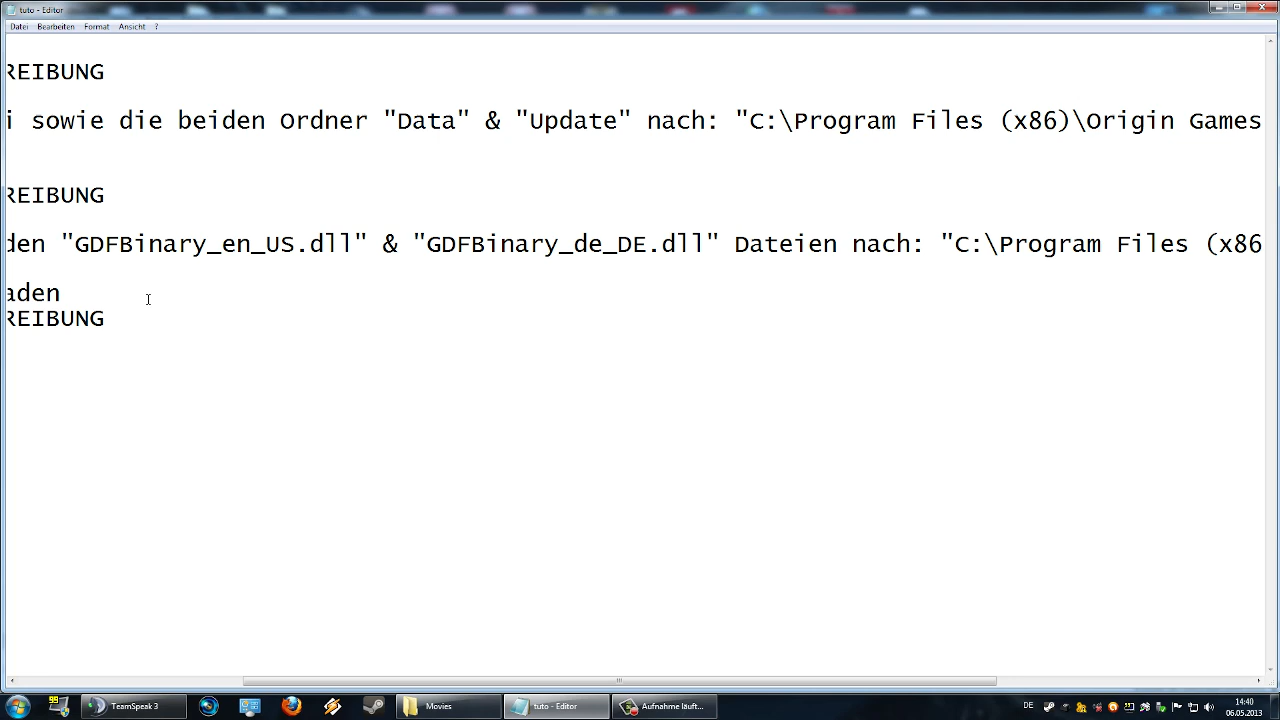 tuto - Editor
Datei Bearbeiten Format Ansicht ?
REIBUNG
i sowie die beiden Ordner "Data" & "Update" nach: "C:\Program Files (x86)\Origin Games
REIBUNG
den "GDFBinary_en_US.dll" & "GDFBinary_de_DE.dll" Dateien nach: "C:\Program Files (x86
aden
REIBUNG
TeamSpeak 3
Movies
tuto - Editor
Aufnahme läuft...
DE
14:40
06.05.2013